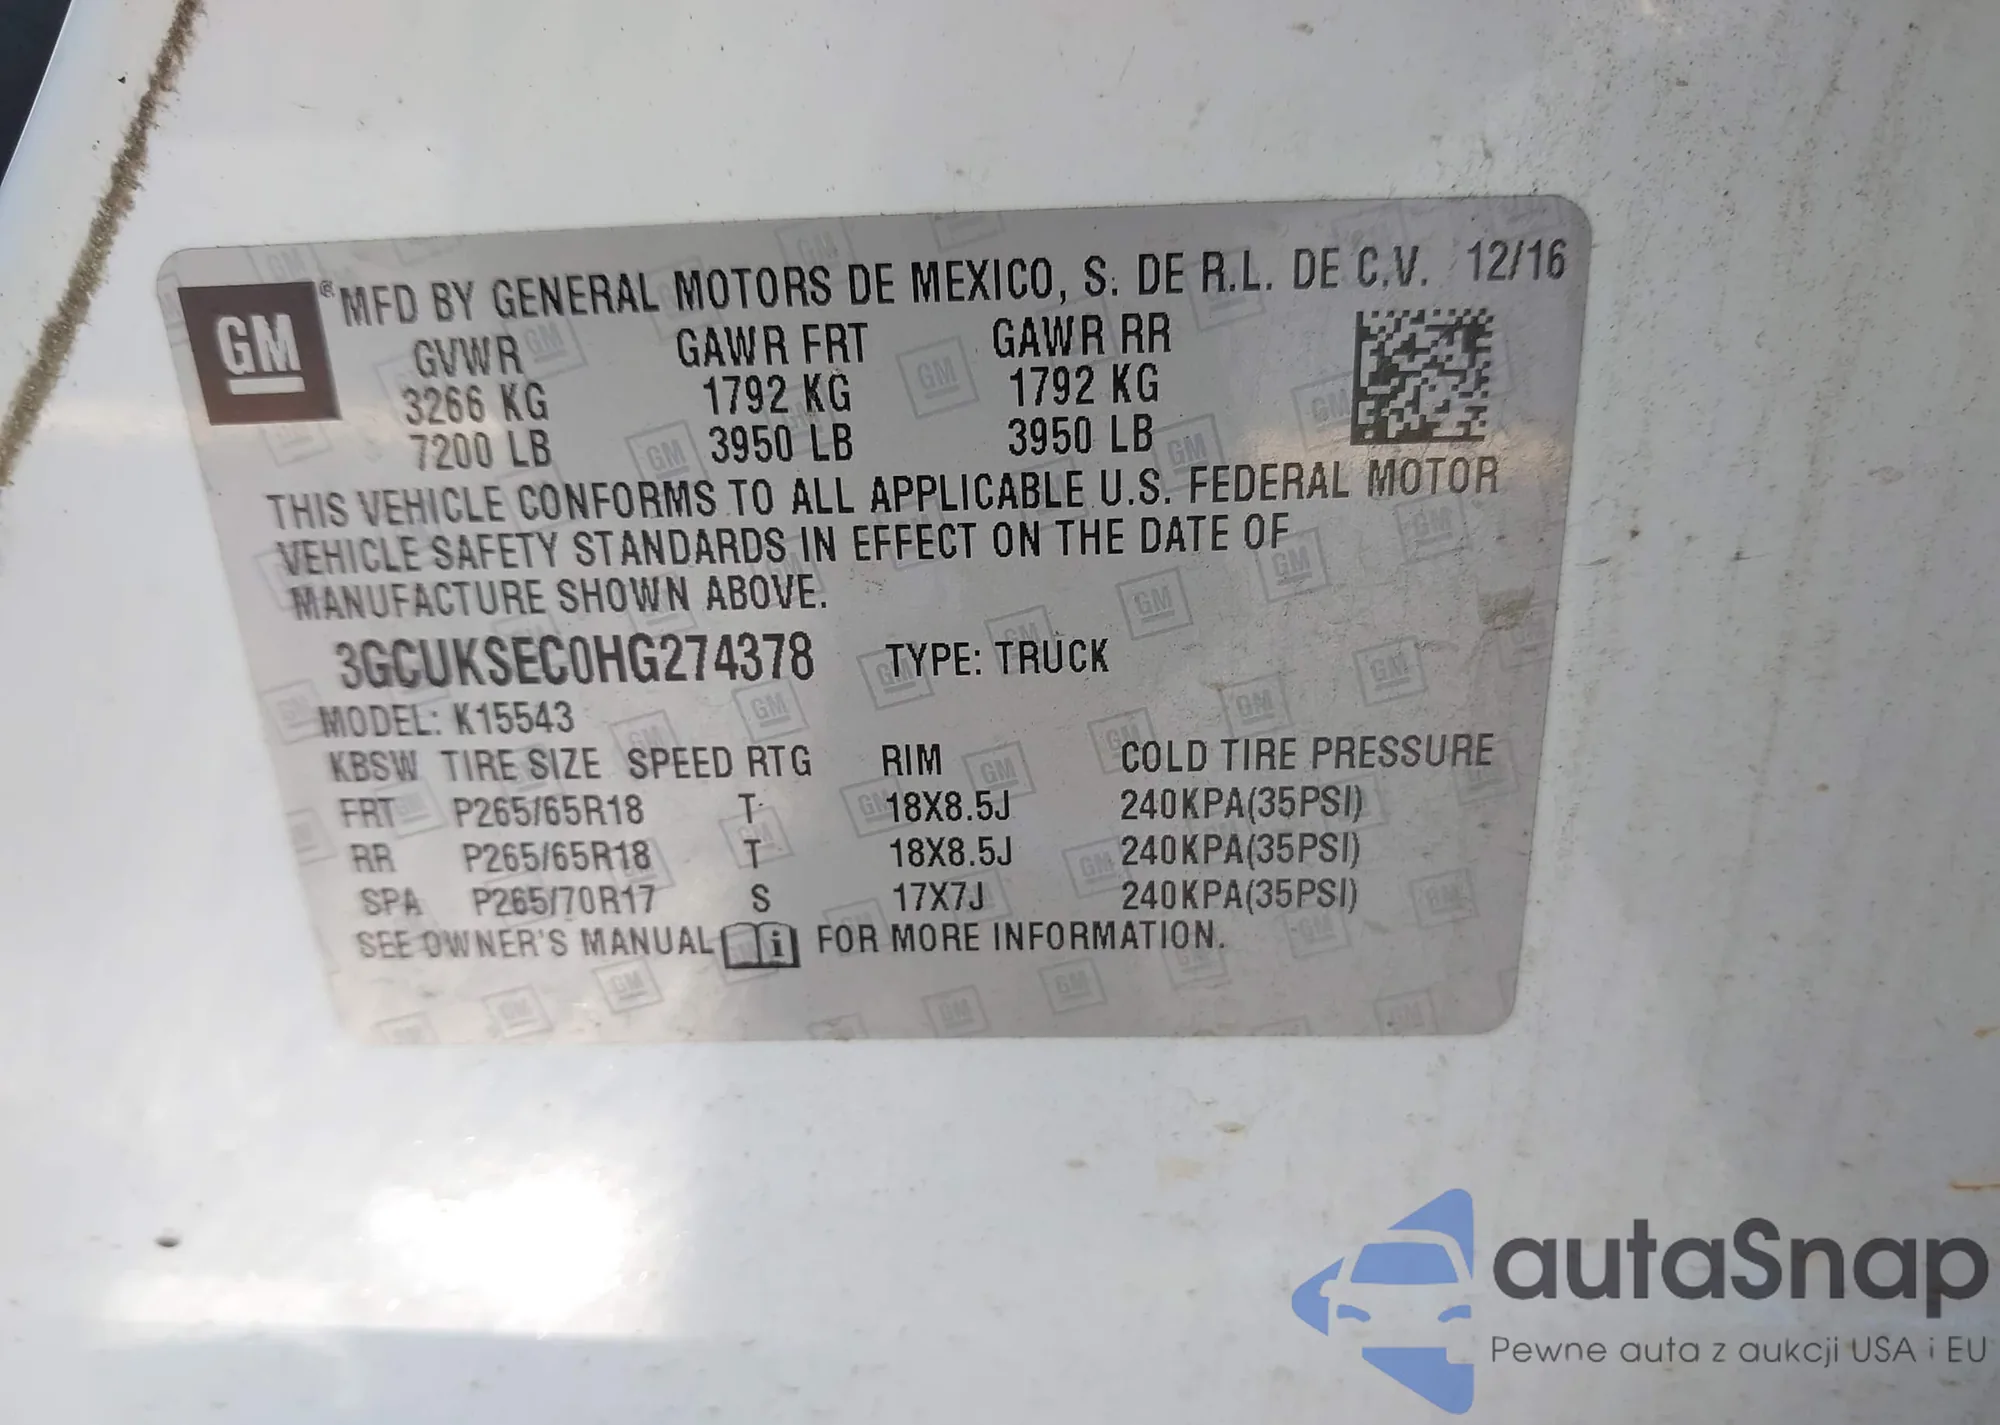 GM ® MFD BY GENERAL MOTORS DE MEXICO, S. DE R.L. DE C.V. 12/16
GVWR GAWR FRT GAWR RR
3266 KG 1792 KG 1792 KG
7200 LB 3950 LB 3950 LB
THIS VEHICLE CONFORMS TO ALL APPLICABLE U.S. FEDERAL MOTOR
VEHICLE SAFETY STANDARDS IN EFFECT ON THE DATE OF
MANUFACTURE SHOWN ABOVE.
3GCUKSEC0HG274378 TYPE: TRUCK
MODEL: K15543
KBSW TIRE SIZE SPEED RTG RIM COLD TIRE PRESSURE
FRT P265/65R18 T 18X8.5J 240KPA(35PSI)
RR P265/65R18 T 18X8.5J 240KPA(35PSI)
SPA P265/70R17 S 17X7J 240KPA(35PSI)
SEE OWNER'S MANUAL i FOR MORE INFORMATION.
autaSnap
Pewne auta z aukcji USA i EU